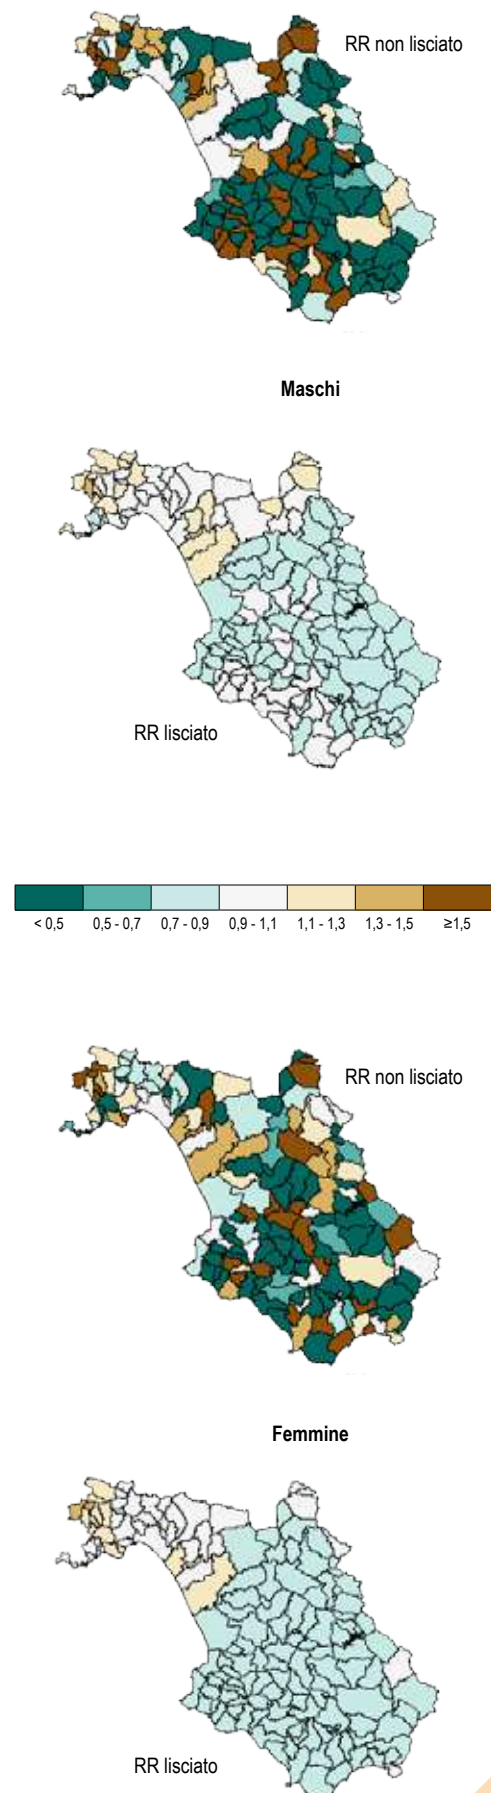 RR non lisciato
Maschi
RR lisciato
< 0,5 0,5 - 0,7 0,7 - 0,9 0,9 - 1,1 1,1 - 1,3 1,3 - 1,5 ≥1,5
RR non lisciato
Femmine
RR lisciato